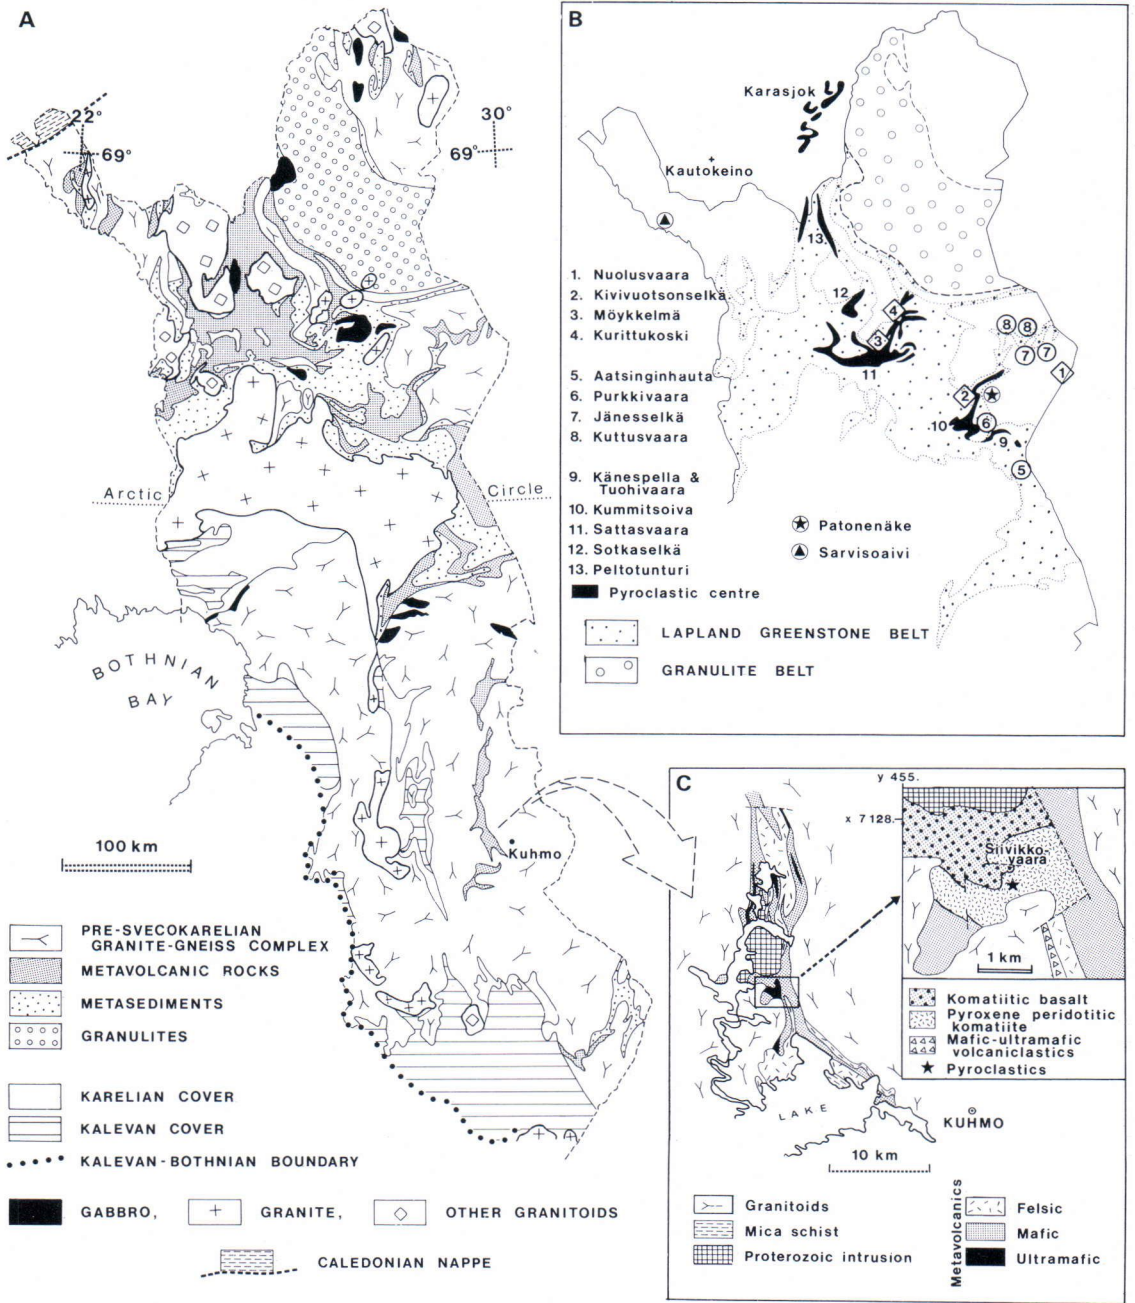 A
22°
69°
30°
69°
Arctic
Circle
BOTHNIAN
BAY
100 km
Kuhmo
PRE-SVECOKARELIAN
GRANITE-GNEISS COMPLEX
METAVOLCANIC ROCKS
METASEDIMENTS
GRANULITES
KARELIAN COVER
KALEVAN COVER
KALEVAN-BOTHNIAN BOUNDARY
GABBRO,
GRANITE,
OTHER GRANITOIDS
CALEDONIAN NAPPE
B
Karasjok
Kautokeino
13
12
4
3
11
8
8
7
7
1
2
10
6
9
5
1. Nuolusvaara
2. Kivivuotsonselkä
3. Möykkelmä
4. Kurittukoski
5. Aatsinginhauta
6. Purkkivaara
7. Jänesselkä
8. Kuttusvaara
9. Känespella &
Tuohivaara
10. Kummitsoiva
11. Sattasvaara
12. Sotkaselkä
13. Peltotunturi
Patonenäke
Sarvisoaivi
Pyroclastic centre
LAPLAND GREENSTONE BELT
GRANULITE BELT
C
y 455.
x 7128.
Siivikko-
vaara
1 km
Komatiitic basalt
Pyroxene peridotitic
komatiite
Mafic-ultramafic
volcaniclastics
Pyroclastics
LAKE
KUHMO
10 km
Granitoids
Mica schist
Proterozoic intrusion
Metavolcanics
Felsic
Mafic
Ultramafic